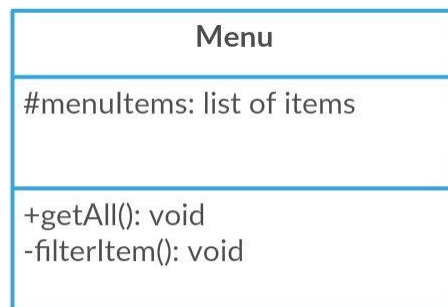 Menu
#menuItems: list of items
+getAll(): void
-filterItem(): void